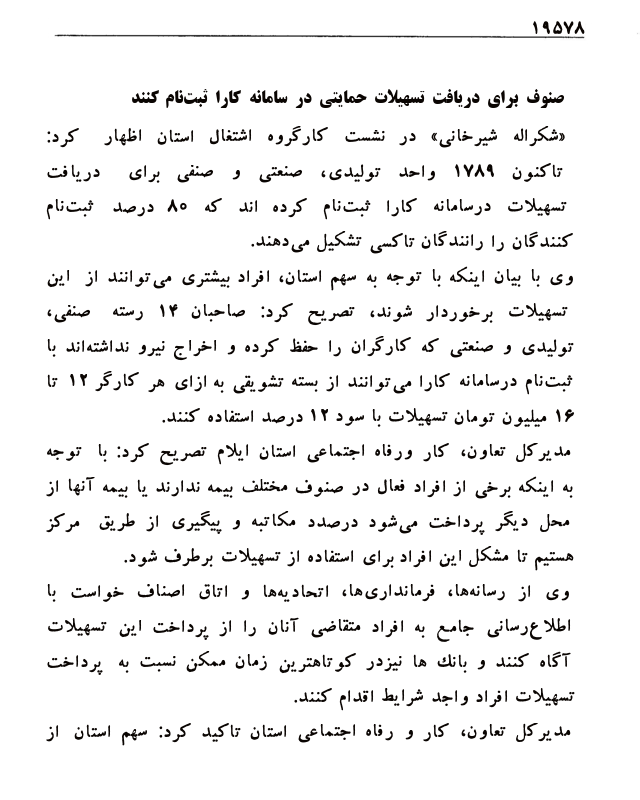 ۱۹۵۷۸
صنوف برای دریافت تسهیلات حمایتی در سامانه کارا ثبت‌نام کنند
«شکراله شیرخانی» در نشست کارگروه اشتغال استان اظهار کرد:
تاکنون ۱۷۸۹ واحد تولیدی، صنعتی و صنفی برای دریافت
تسهیلات درسامانه کارا ثبت‌نام کرده اند که ۸۰ درصد ثبت‌نام
کنندگان را رانندگان تاکسی تشکیل می‌دهند.
وی با بیان اینکه با توجه به سهم استان، افراد بیشتری می‌توانند از این
تسهیلات برخوردار شوند، تصریح کرد: صاحبان ۱۴ رسته صنفی،
تولیدی و صنعتی که کارگران را حفظ کرده و اخراج نیرو نداشته‌اند با
ثبت‌نام درسامانه کارا می‌توانند از بسته تشویقی به ازای هر کارگر ۱۲ تا
۱۶ میلیون تومان تسهیلات با سود ۱۲ درصد استفاده کنند.
مدیرکل تعاون، کار ورفاه اجتماعی استان ایلام تصریح کرد: با توجه
به اینکه برخی از افراد فعال در صنوف مختلف بیمه ندارند یا بیمه آنها از
محل دیگر پرداخت می‌شود درصدد مکاتبه و پیگیری از طریق مرکز
هستیم تا مشکل این افراد برای استفاده از تسهیلات برطرف شود.
وی از رسانه‌ها، فرمانداری‌ها، اتحادیه‌ها و اتاق اصناف خواست با
اطلاع‌رسانی جامع به افراد متقاضی آنان را از پرداخت این تسهیلات
آگاه کنند و بانك ها نیزدر کوتاهترین زمان ممکن نسبت به پرداخت
تسهیلات افراد واجد شرایط اقدام کنند.
مدیرکل تعاون، کار و رفاه اجتماعی استان تاکید کرد: سهم استان از